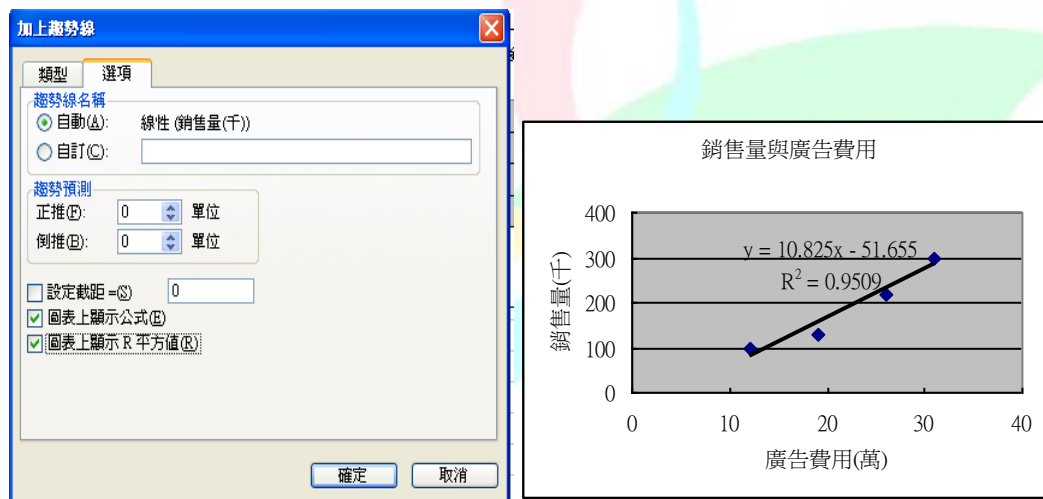 加上趨勢線
類型 選項
趨勢線名稱
自動(A): 線性 (銷售量(千))
自訂(C):
趨勢預測
正推(F): 0 單位
倒推(B): 0 單位
設定截距 =(S) 0
圖表上顯示公式(E)
圖表上顯示 R 平方值(R)
確定 取消
銷售量與廣告費用
銷售量(千)
400
300
200
100
0
y = 10.825x - 51.655
R² = 0.9509
0 10 20 30 40
廣告費用(萬)